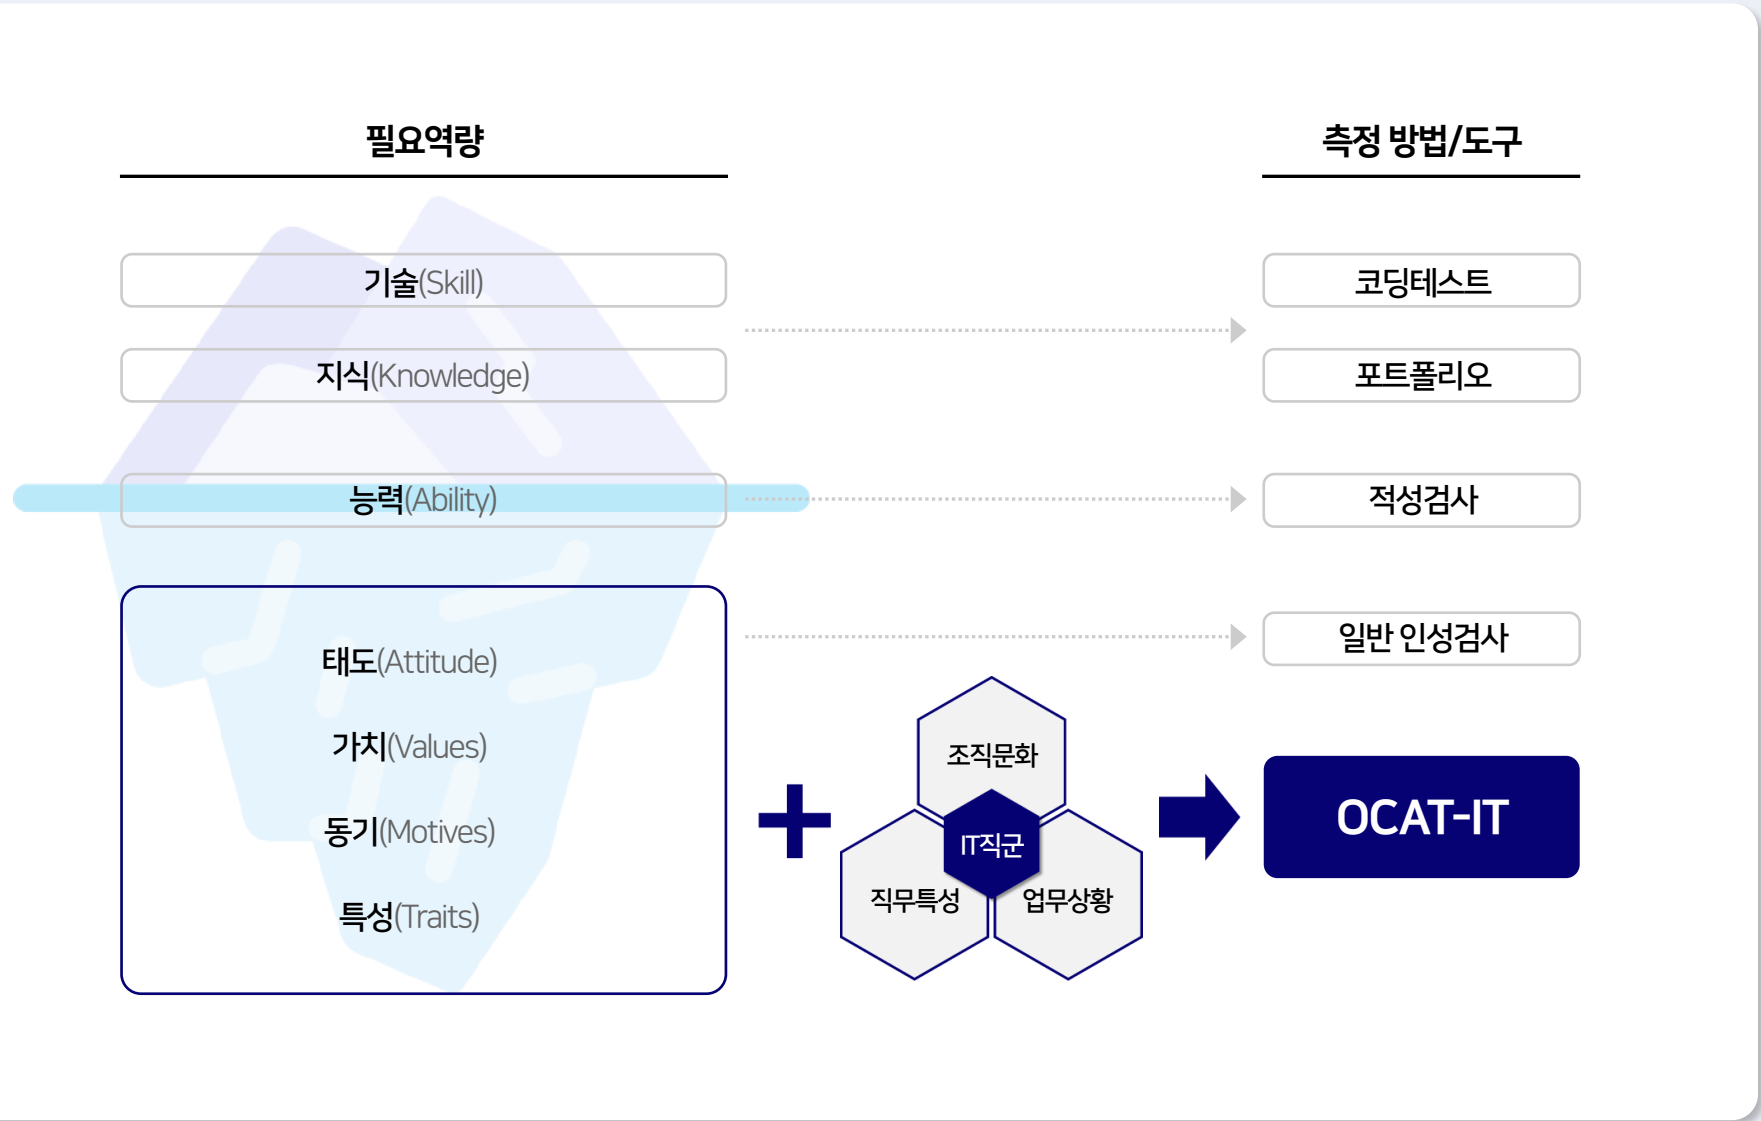 필요역량
측정 방법/도구
기술(Skill)
코딩테스트
지식(Knowledge)
포트폴리오
능력(Ability)
적성검사
태도(Attitude)
일반 인성검사
가치(Values)
동기(Motives)
특성(Traits)
조직문화
IT직군
직무특성
업무상황
OCAT-IT